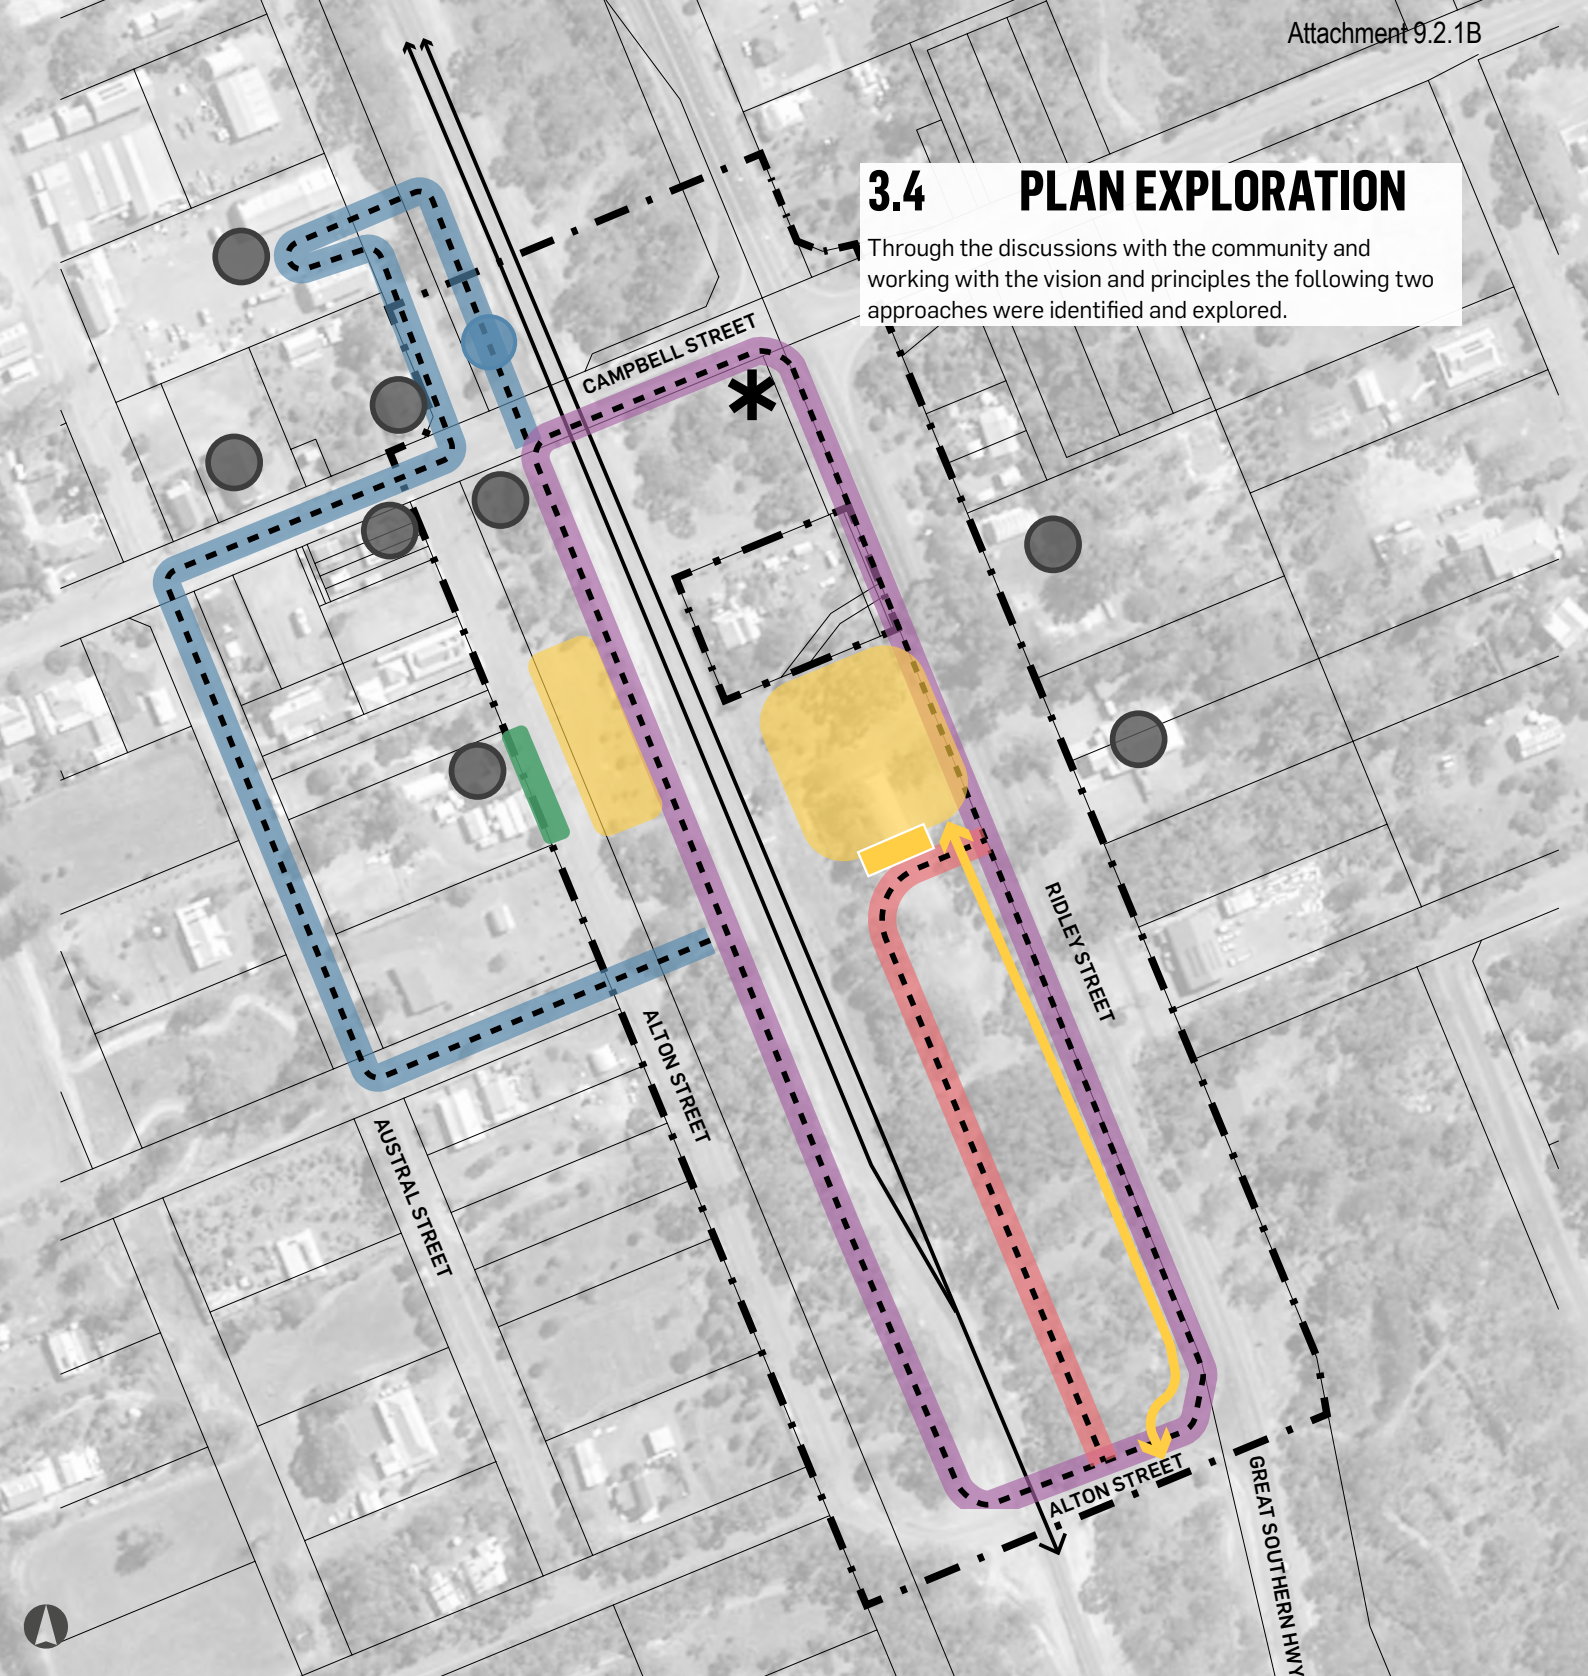 Attachment 9.2.1B
3.4 PLAN EXPLORATION
Through the discussions with the community and
working with the vision and principles the following two
approaches were identified and explored.
CAMPBELL STREET
RIDLEY STREET
ALTON STREET
AUSTRAL STREET
ALTON STREET
GREAT SOUTHERN HWY